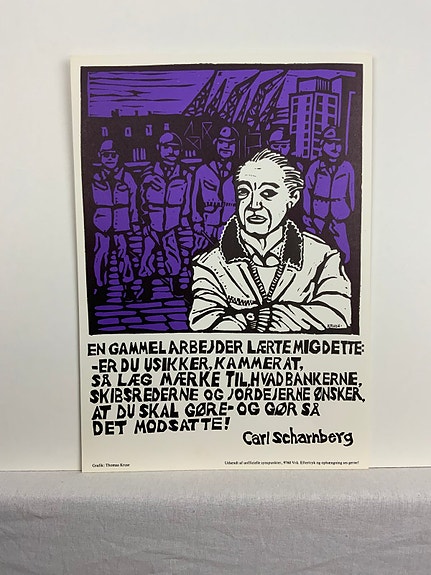 EN GAMMEL ARBEJDER LÆRTE MIG DETTE:
-ER DU USIKKER, KAMMERAT,
SÅ LÆG MÆRKE TIL, HVAD BANKERNE,
SKIBSREDERNE OG JORDEJERNE ØNSKER,
AT DU SKAL GØRE- OG GØR SÅ
DET MODSATTE!
Carl Scharnberg
Grafik: Thomas Kruse